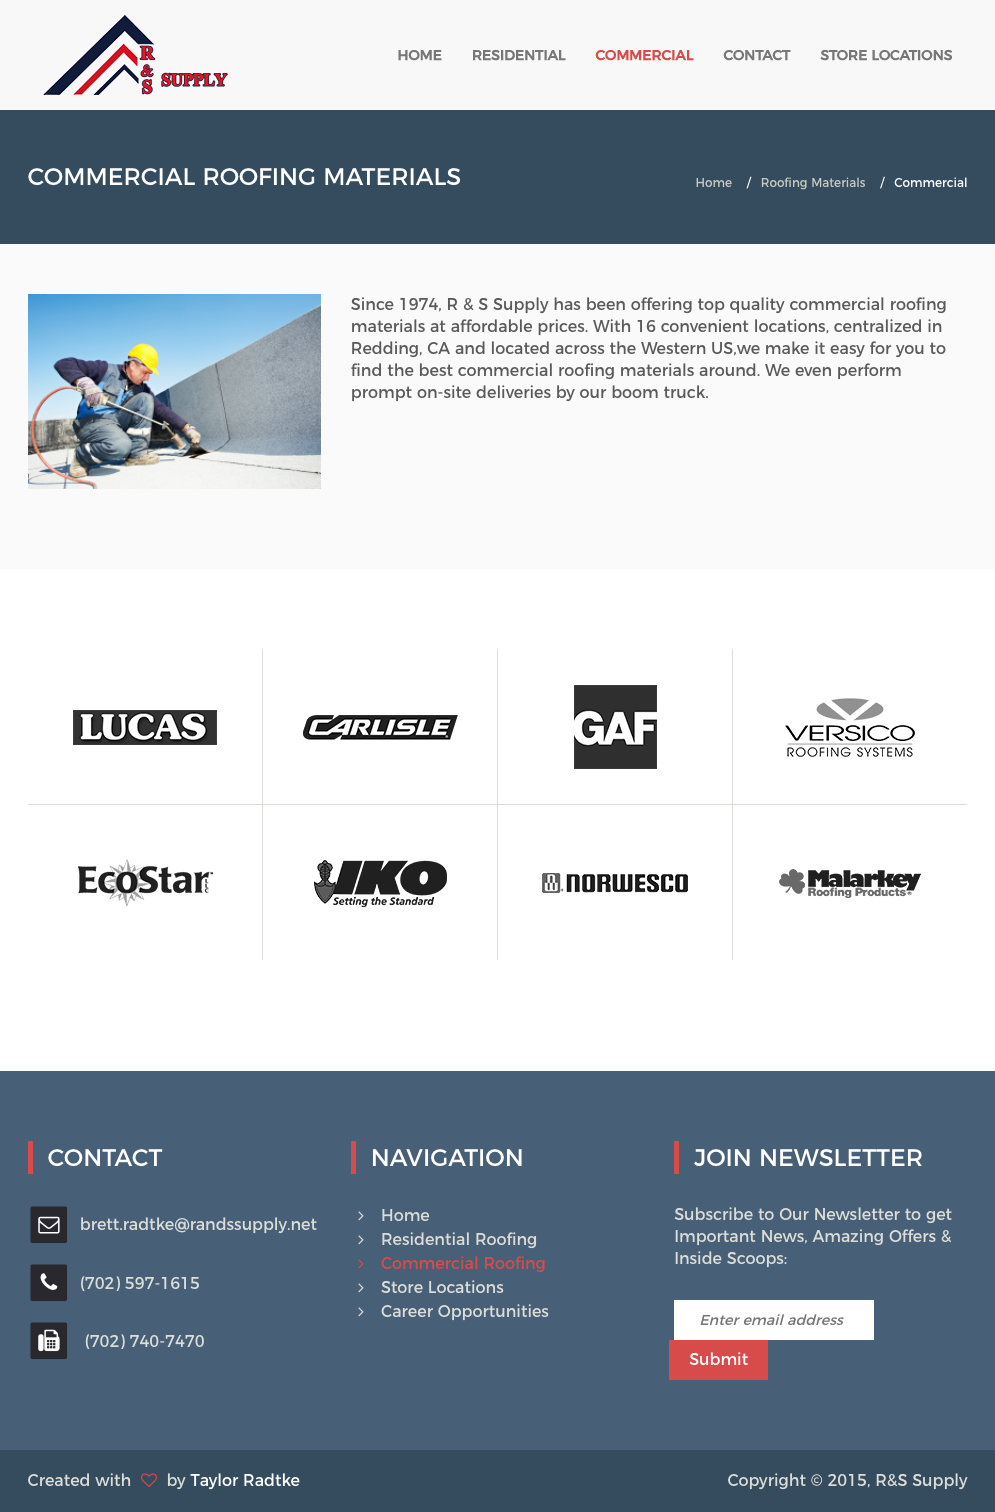 R
&
S SUPPLY
HOME RESIDENTIAL COMMERCIAL CONTACT STORE LOCATIONS
COMMERCIAL ROOFING MATERIALS
Home / Roofing Materials / Commercial
Since 1974, R & S Supply has been offering top quality commercial roofing
materials at affordable prices. With 16 convenient locations, centralized in
Redding, CA and located across the Western US,we make it easy for you to
find the best commercial roofing materials around. We even perform
prompt on-site deliveries by our boom truck.
LUCAS
CARLISLE
GAF
VERSICO
ROOFING SYSTEMS
EcoStar
IKO
Setting the Standard
NORWESCO
Malarkey
Roofing Products
CONTACT
brett.radtke@randssupply.net
(702) 597-1615
(702) 740-7470
NAVIGATION
Home
Residential Roofing
Commercial Roofing
Store Locations
Career Opportunities
JOIN NEWSLETTER
Subscribe to Our Newsletter to get
Important News, Amazing Offers &
Inside Scoops:
Enter email address
Submit
Created with ♡ by Taylor Radtke
Copyright © 2015, R&S Supply